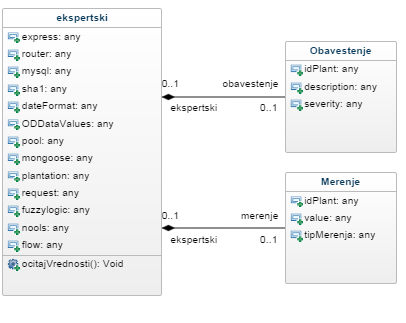 ekspertski
express: any
router: any
mysql: any
sha1: any
dateFormat: any
ODDataValues: any
pool: any
mongoose: any
plantation: any
request: any
fuzzylogic: any
nools: any
flow: any
ocitajVrednosti(): Void
0..1 obavestenje
ekspertski 0..1
Obavestenje
idPlant: any
description: any
severity: any
0..1 merenje
ekspertski 0..1
Merenje
idPlant: any
value: any
tipMerenja: any